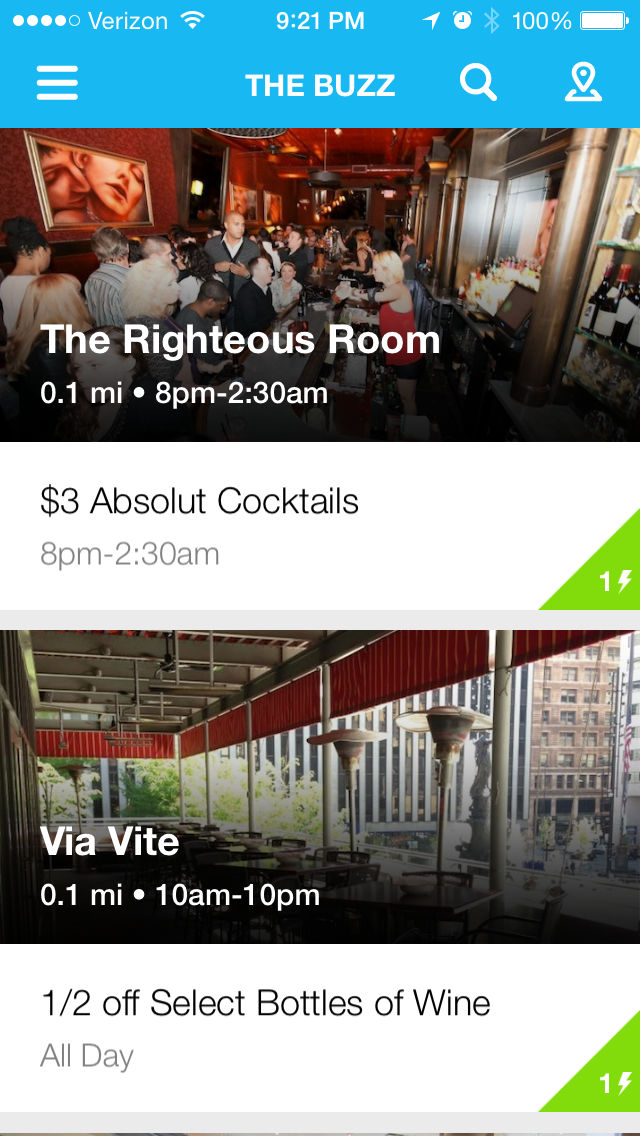 Verizon 9:21 PM 100%
THE BUZZ
The Righteous Room
0.1 mi • 8pm-2:30am
$3 Absolut Cocktails
8pm-2:30am
1
Via Vite
0.1 mi • 10am-10pm
1/2 off Select Bottles of Wine
All Day
1